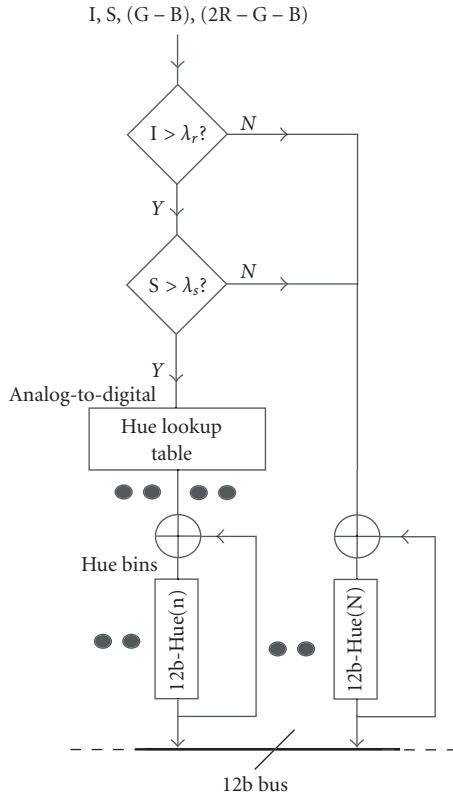 I, S, (G – B), (2R – G – B)
I > λr?
N
Y
S > λs?
N
Y
Analog-to-digital
Hue lookup
table
Hue bins
12b-Hue(n)
12b-Hue(N)
12b bus